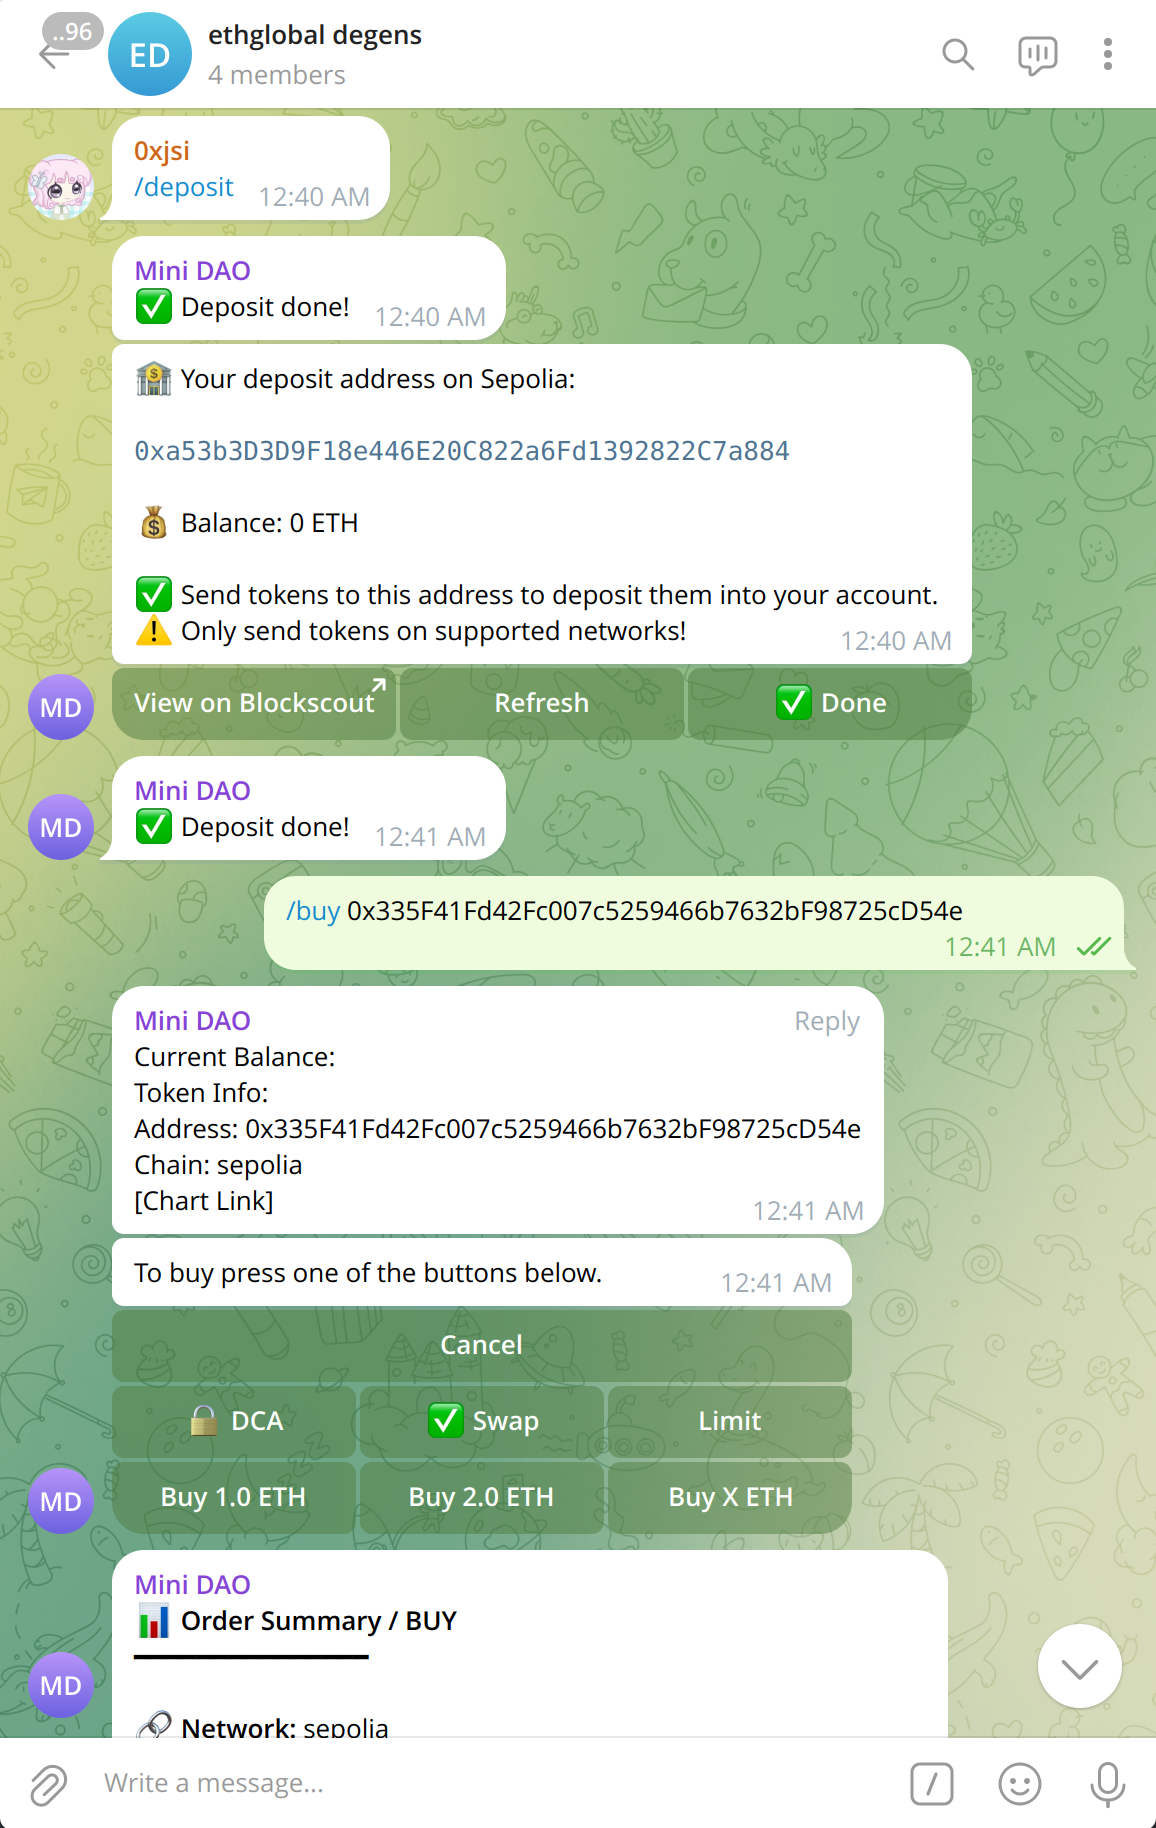 ..96
ED
ethglobal degens
4 members
0xjsi
/deposit 12:40 AM
Mini DAO
✅ Deposit done! 12:40 AM
🏦 Your deposit address on Sepolia:
0xa53b3D3D9F18e446E20C822a6Fd1392822C7a884
💰 Balance: 0 ETH
✅ Send tokens to this address to deposit them into your account.
⚠️ Only send tokens on supported networks! 12:40 AM
MD
View on Blockscout Refresh ✅ Done
Mini DAO
MD
✅ Deposit done! 12:41 AM
/buy 0x335F41Fd42Fc007c5259466b7632bF98725cD54e
12:41 AM
Mini DAO Reply
Current Balance:
Token Info:
Address: 0x335F41Fd42Fc007c5259466b7632bF98725cD54e
Chain: sepolia
[Chart Link] 12:41 AM
To buy press one of the buttons below. 12:41 AM
Cancel
🔒 DCA ✅ Swap Limit
MD
Buy 1.0 ETH Buy 2.0 ETH Buy X ETH
Mini DAO
📊 Order Summary / BUY
MD
🔗 Network: sepolia
Write a message...